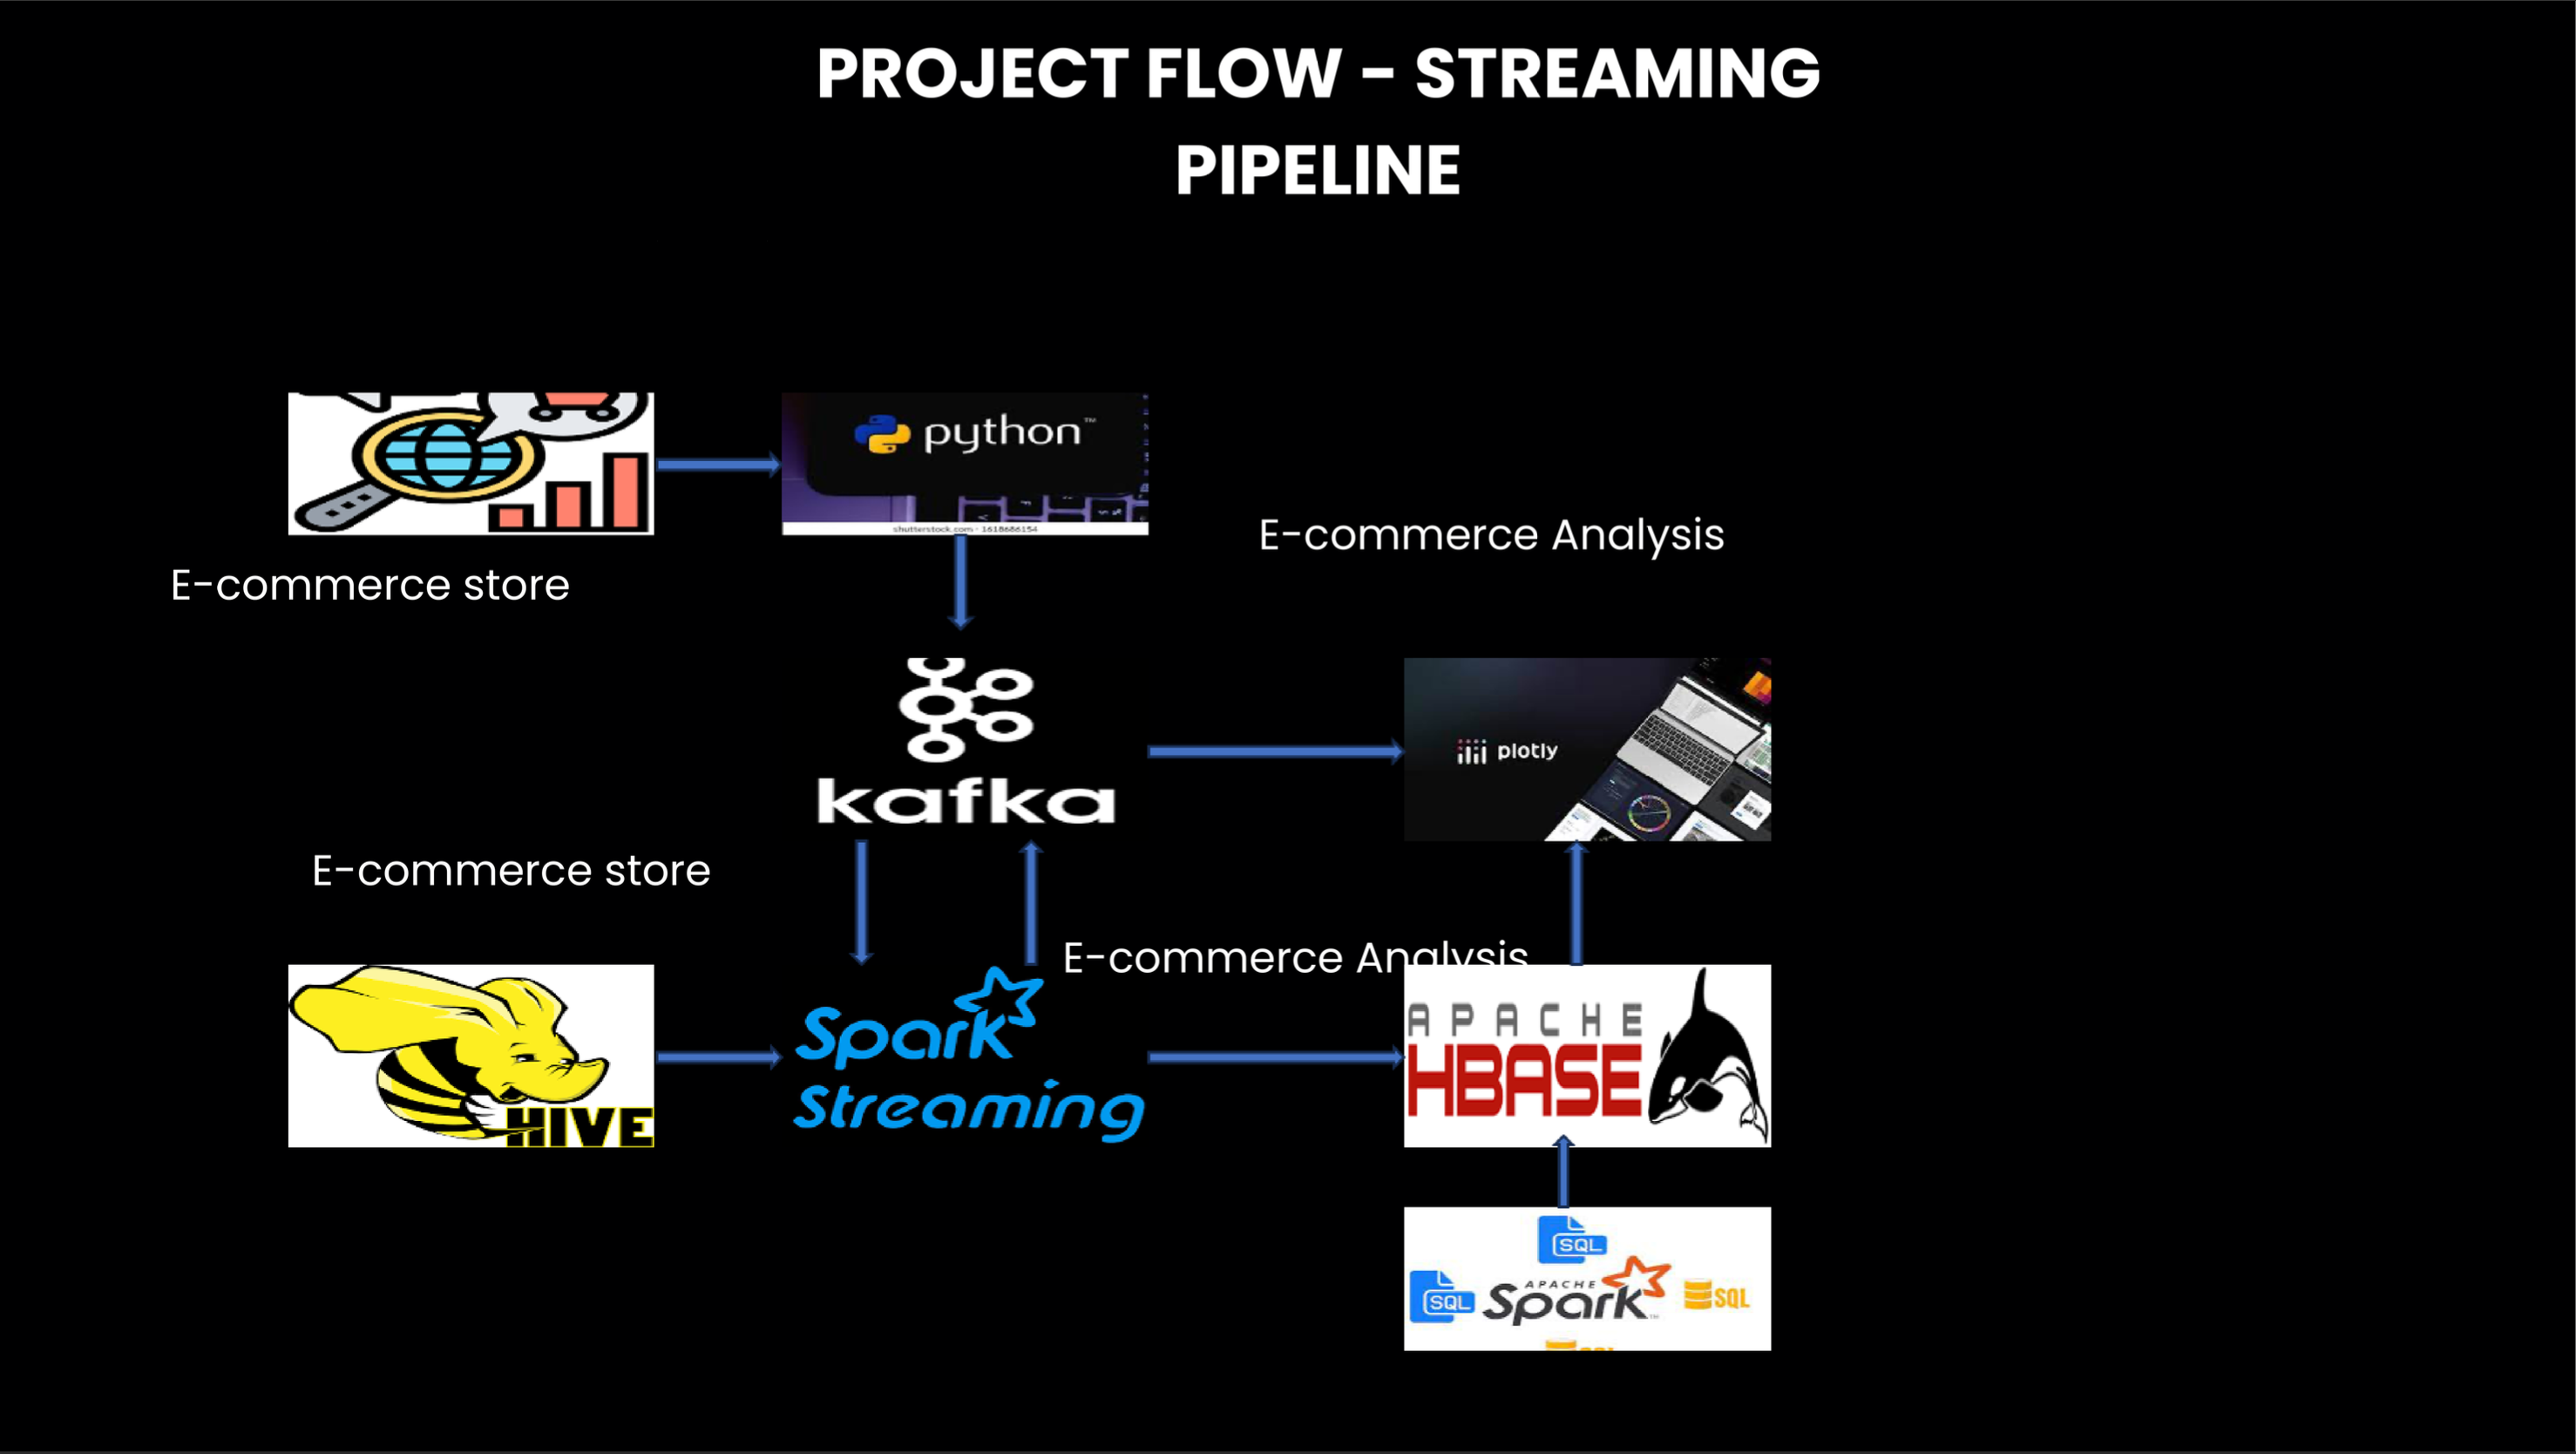 PROJECT FLOW - STREAMING
PIPELINE
python™
shutterstock.com · 1618686154
E-commerce Analysis
E-commerce store
kafka
plotly
E-commerce store
E-commerce Analysis
HIVE
Spark
Streaming
APACHE
HBASE
SQL
SQL
APACHE
Spark™
SQL